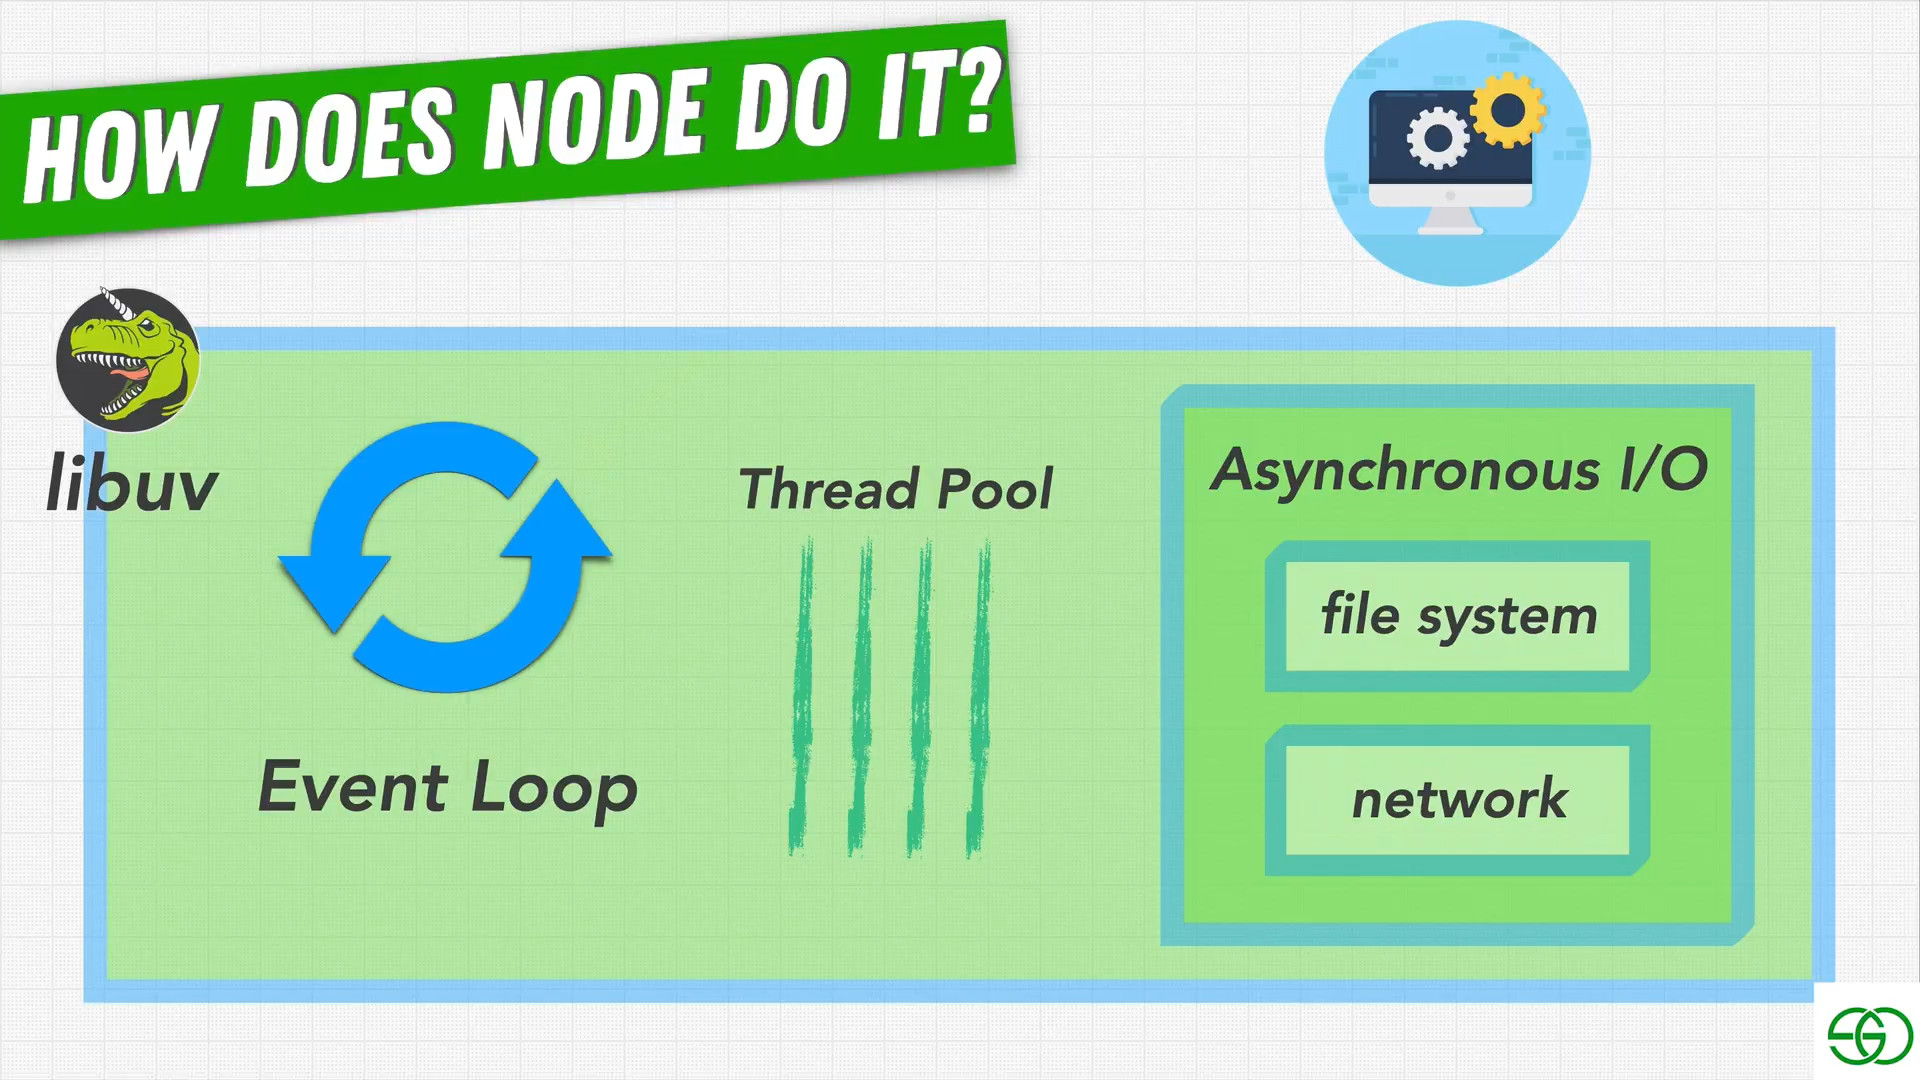 HOW DOES NODE DO IT?
libuv
Event Loop
Thread Pool
Asynchronous I/O
file system
network